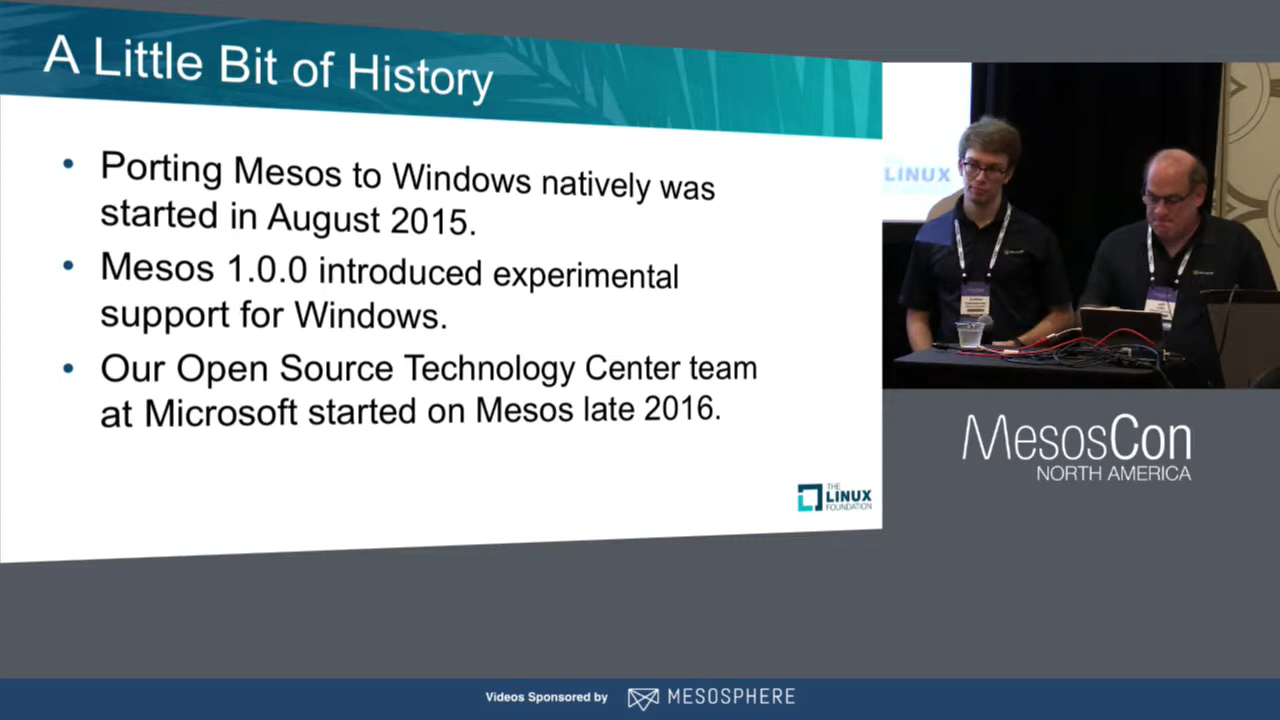 A Little Bit of History
• Porting Mesos to Windows natively was
started in August 2015.
• Mesos 1.0.0 introduced experimental
support for Windows.
• Our Open Source Technology Center team
at Microsoft started on Mesos late 2016.
THE
LINUX
FOUNDATION
LINUX
MesosCon
NORTH AMERICA
Videos Sponsored by MESOSPHERE